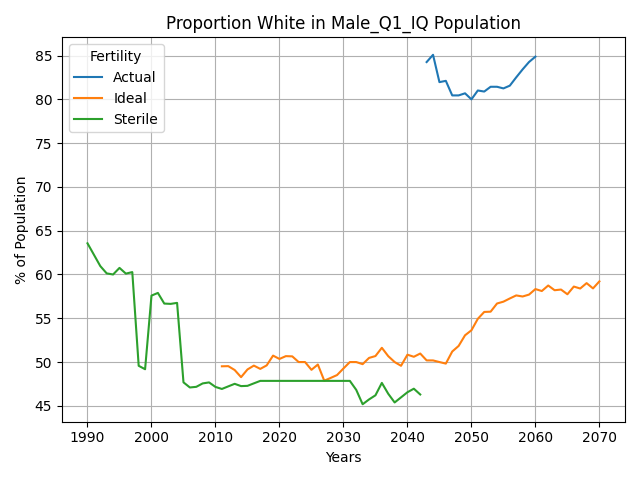 Proportion White in Male_Q1_IQ Population
Fertility
Actual
Ideal
Sterile
% of Population
85
80
75
70
65
60
55
50
45
1990 2000 2010 2020 2030 2040 2050 2060 2070
Years